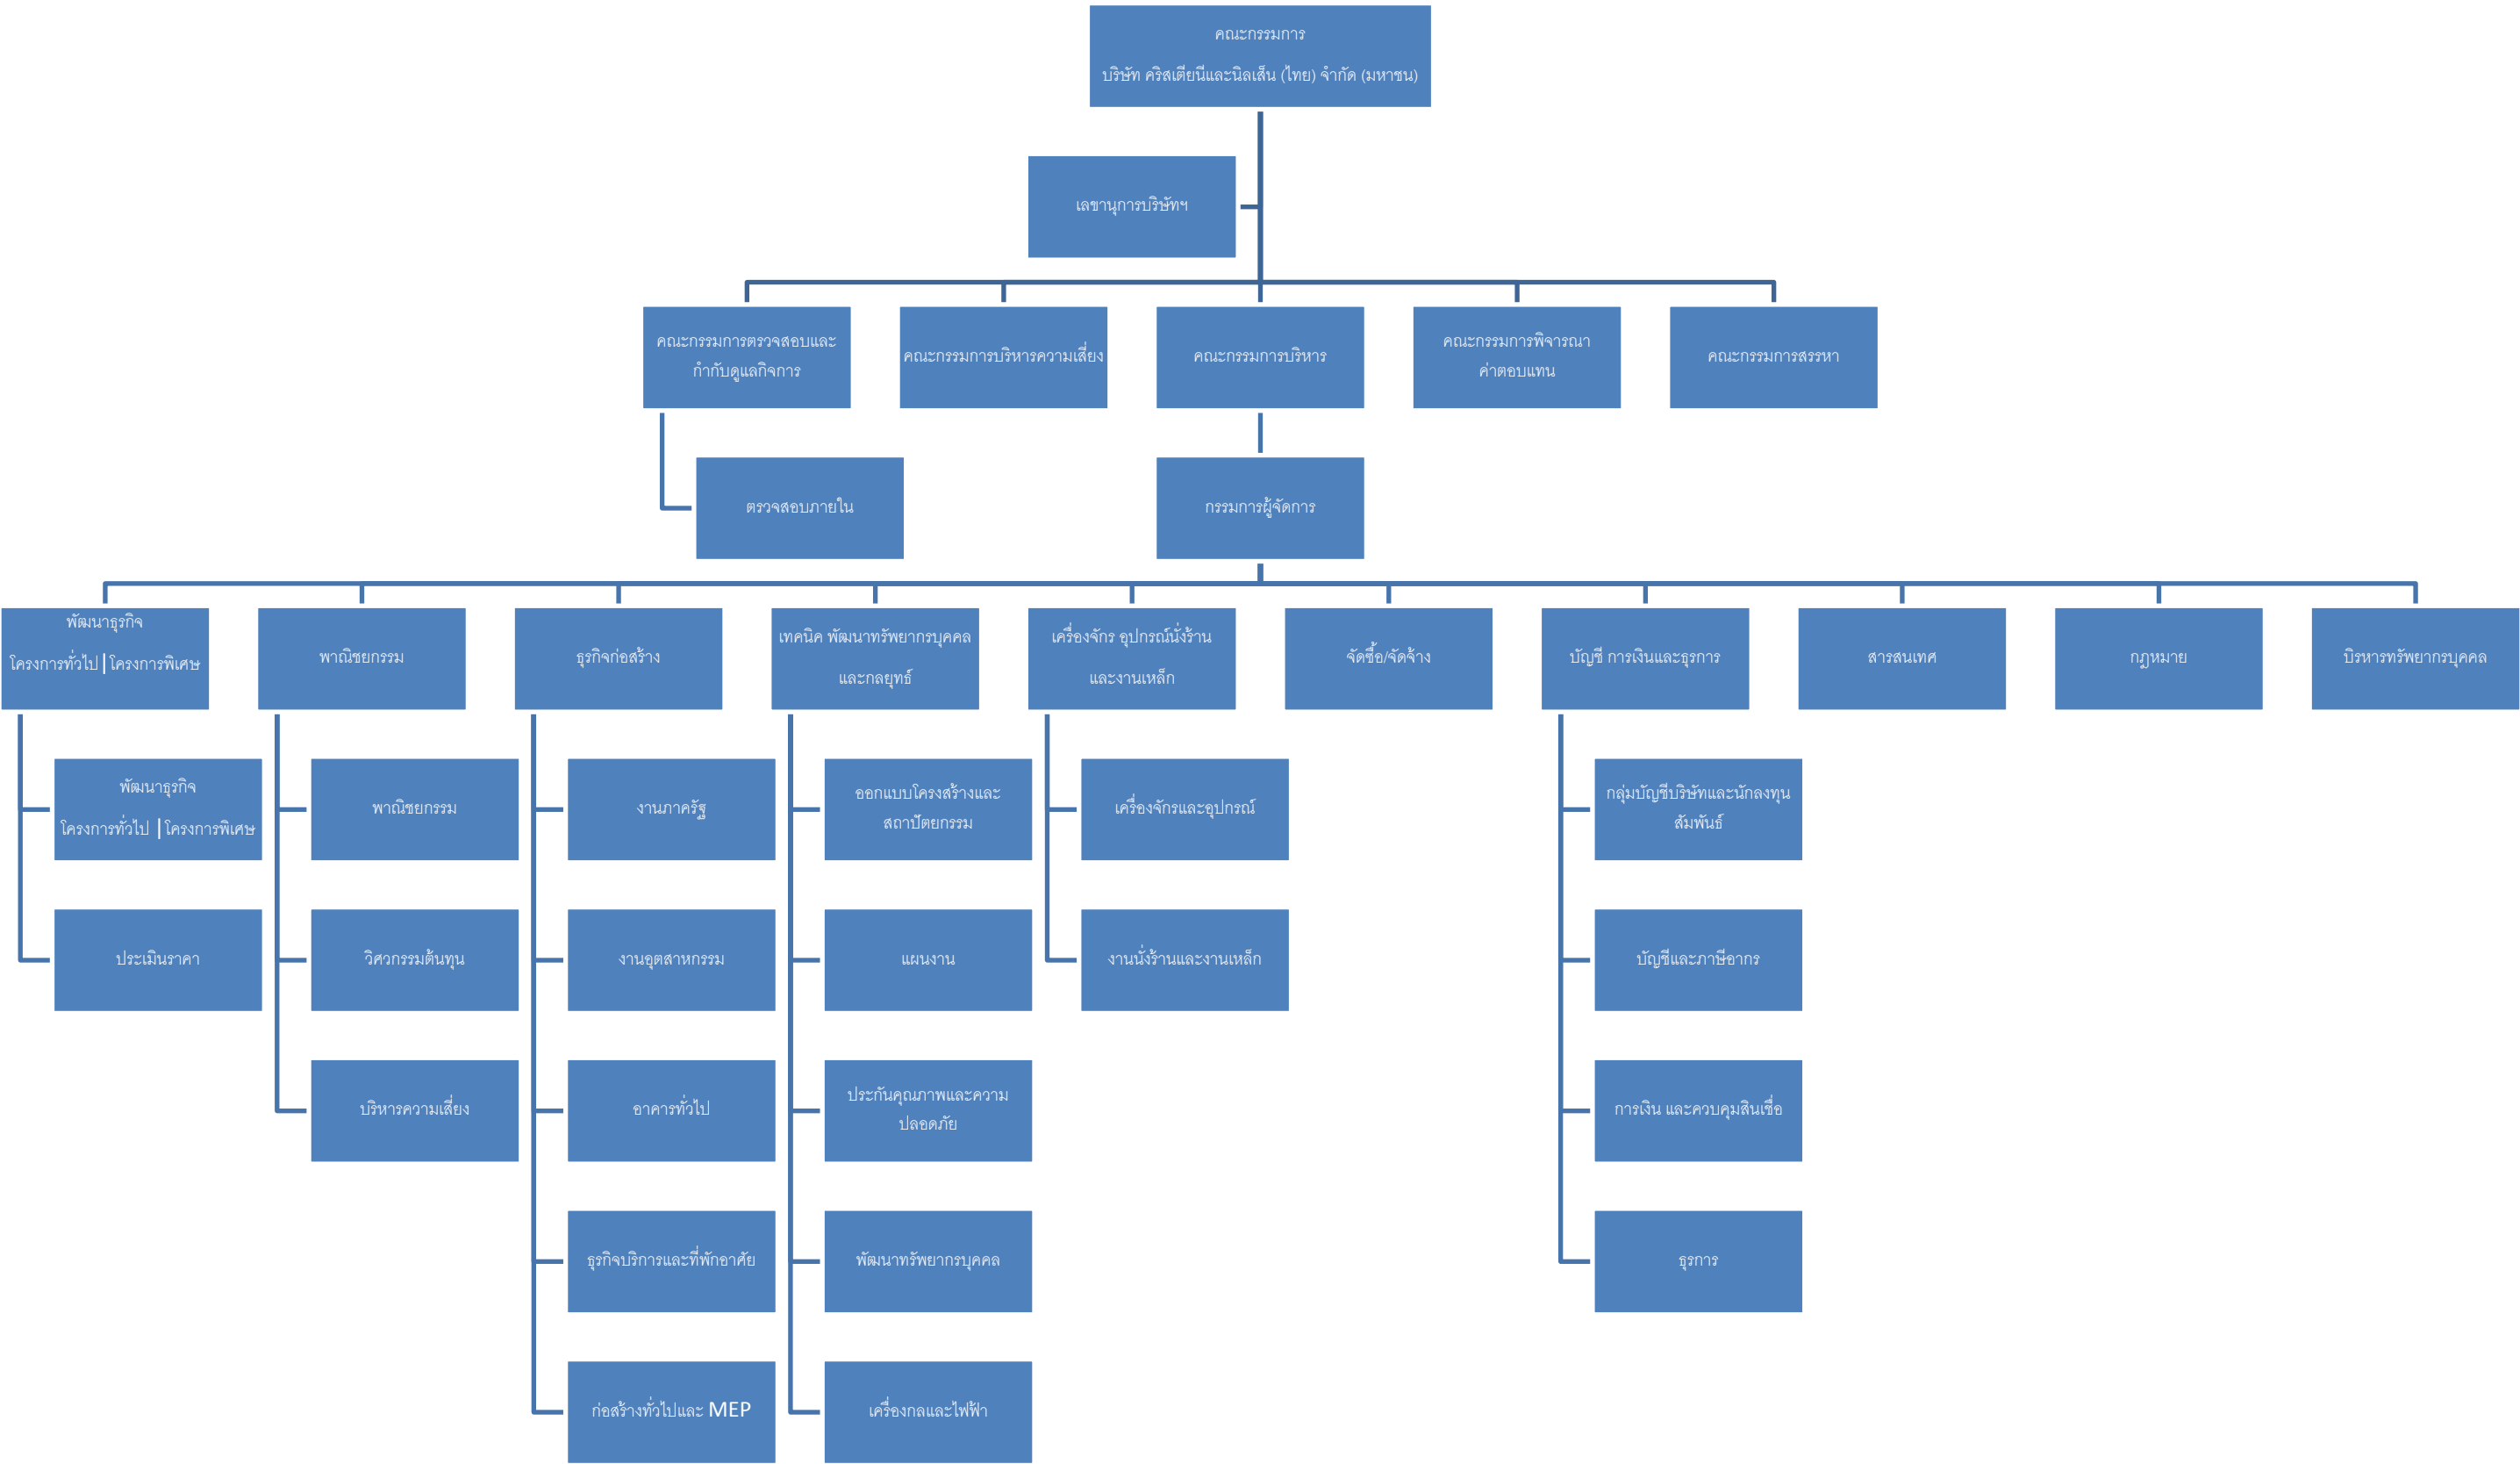 คณะกรรมการ
บริษัท คริสเตียนีและนิลเส็น (ไทย) จำกัด (มหาชน)
เลขานุการบริษัทฯ
คณะกรรมการตรวจสอบและ
กำกับดูแลกิจการ
คณะกรรมการบริหารความเสี่ยง
คณะกรรมการบริหาร
คณะกรรมการพิจารณา
ค่าตอบแทน
คณะกรรมการสรรหา
ตรวจสอบภายใน
กรรมการผู้จัดการ
พัฒนาธุรกิจ
โครงการทั่วไป|โครงการพิเศษ
พาณิชยกรรม
ธุรกิจก่อสร้าง
เทคนิค พัฒนาทรัพยากรบุคคล
และกลยุทธ์
เครื่องจักร อุปกรณ์นั่งร้าน
และงานเหล็ก
จัดซื้อ/จัดจ้าง
บัญชี การเงินและธุรการ
สารสนเทศ
กฎหมาย
บิรหารทรัพยากรบุคคล
พัฒนาธุรกิจ
โครงการทั่วไป |โครงการพิเศษ
พาณิชยกรรม
งานภาครัฐ
ออกแบบโครงสร้างและ
สถาปัตยกรรม
เครื่องจักรและอุปกรณ์
กลุ่มบัญชีบริษัทและนักลงทุน
สัมพันธ์
ประเมินราคา
วิศวกรรมต้นทุน
งานอุตสาหกรรม
แผนงาน
งานนั่งร้านและงานเหล็ก
บัญชีและภาษีอากร
บริหารความเสี่ยง
อาคารทั่วไป
ประกันคุณภาพและความ
ปลอดภัย
การเงิน และควบคุมสินเชื่อ
ธุรกิจบริการและที่พักอาศัย
พัฒนาทรัพยากรบุคคล
ธุรการ
ก่อสร้างทั่วไปและ MEP
เครื่องกลและไฟฟ้า